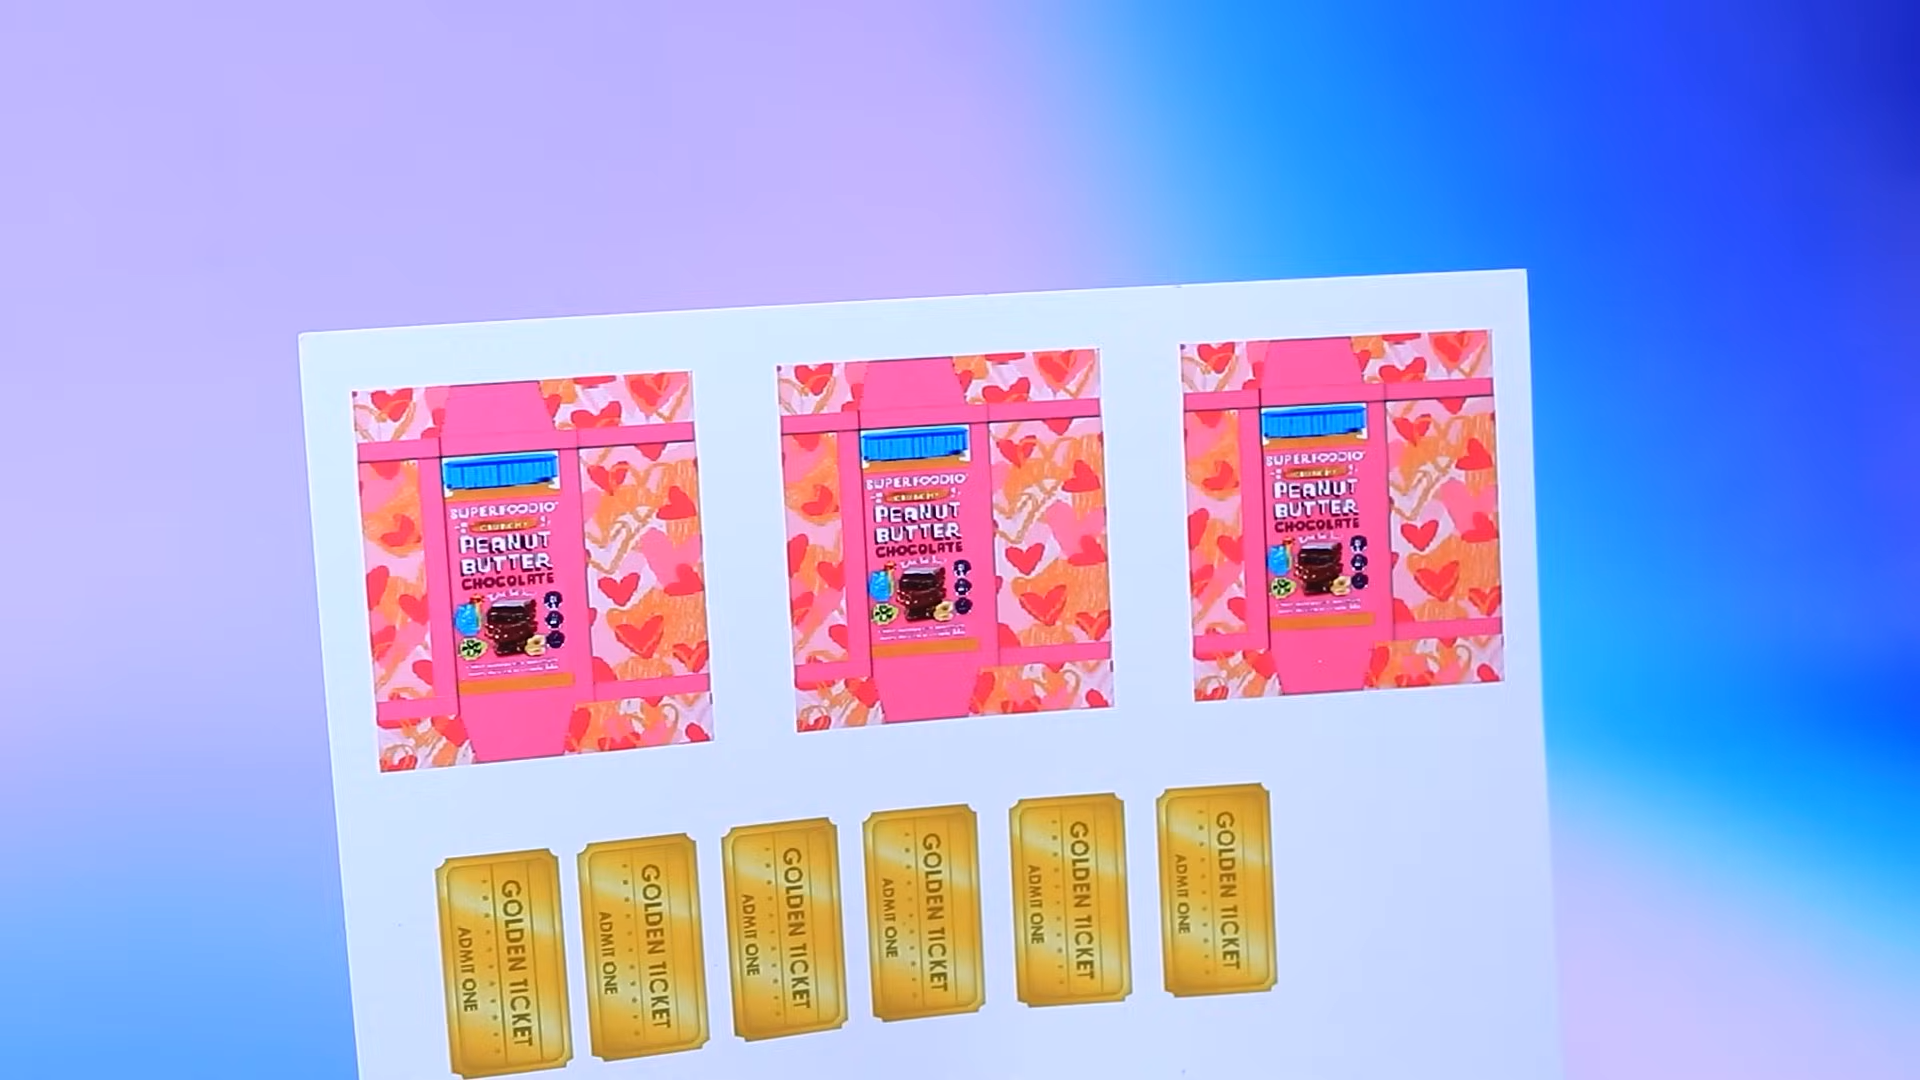 SUPERFOODIO
CRUNCHY
PEANUT
BUTTER
CHOCOLATE
SUPERFOODIO
CRUNCHY
PEANUT
BUTTER
CHOCOLATE
SUPERFOODIO
CRUNCHY
PEANUT
BUTTER
CHOCOLATE
GOLDEN TICKET
ADMIT ONE
GOLDEN TICKET
ADMIT ONE
GOLDEN TICKET
ADMIT ONE
GOLDEN TICKET
ADMIT ONE
GOLDEN TICKET
ADMIT ONE
GOLDEN TICKET
ADMIT ONE